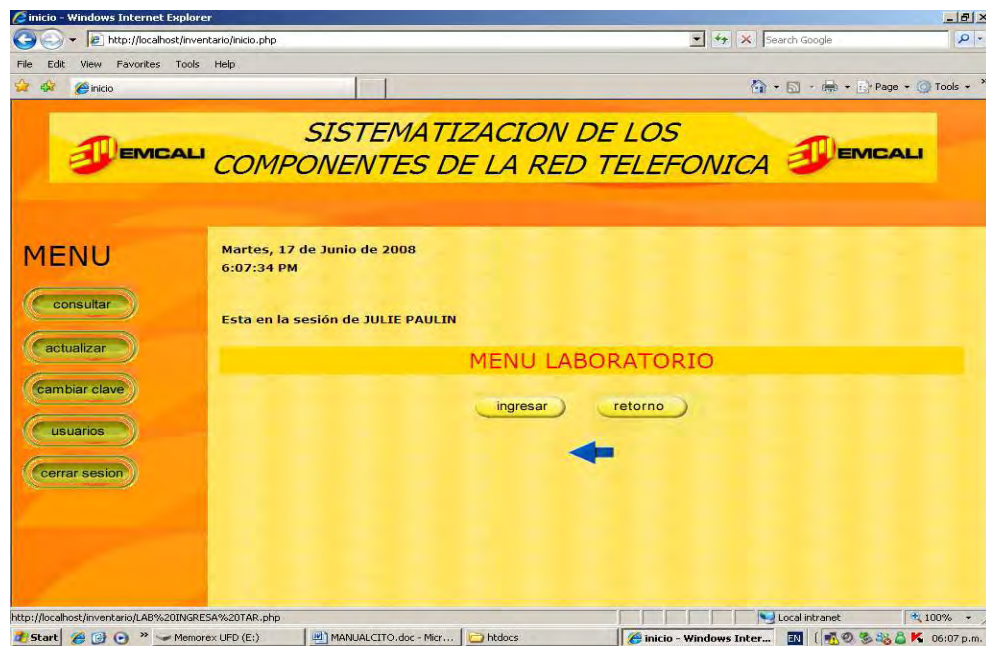 inicio - Windows Internet Explorer
http://localhost/inventario/inicio.php
Search Google
File Edit View Favorites Tools Help
inicio
Page Tools
SISTEMATIZACION DE LOS
COMPONENTES DE LA RED TELEFONICA
EMCALI
EMCALI
MENU
consultar
actualizar
cambiar clave
usuarios
cerrar sesion
Martes, 17 de Junio de 2008
6:07:34 PM
Esta en la sesión de JULIE PAULIN
MENU LABORATORIO
ingresar retorno
http://localhost/inventario/LAB%20INGRESA%20TAR.php
Local intranet 100%
Start Memorex UFD (E:) MANUALCITO.doc - Micr... htdocs inicio - Windows Inter... EN 06:07 p.m.